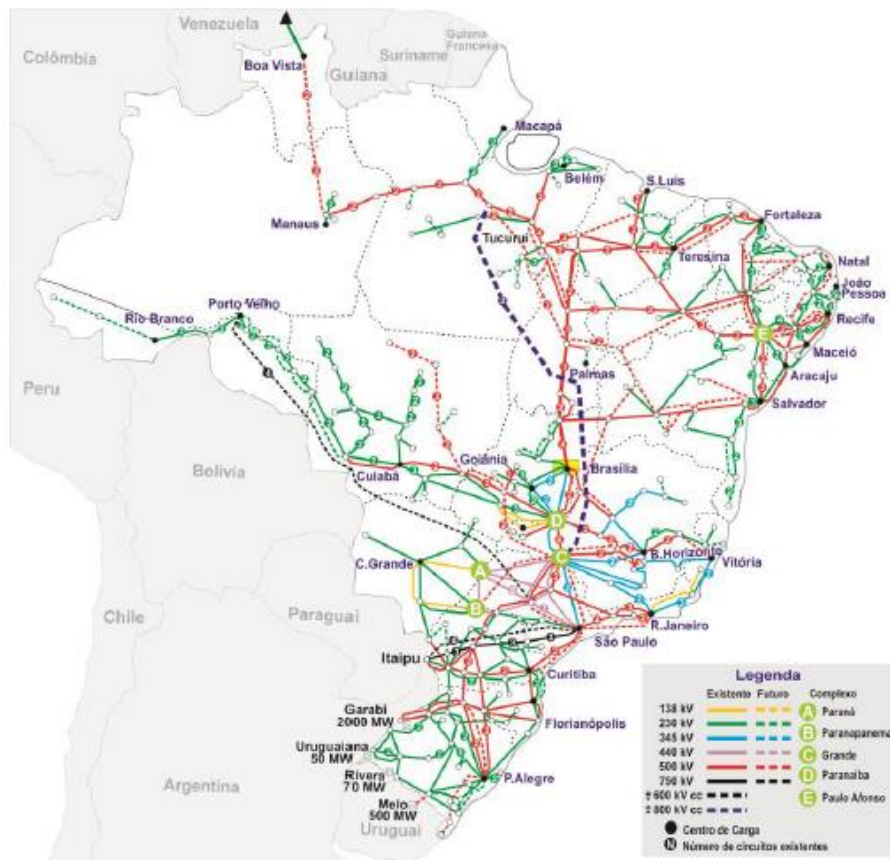 Venezuela
Colômbia
Guiana
Francesa
Suriname
Guiana
Boa Vista
Macapá
Belém
S.Luis
Manaus
Tucuruí
Fortaleza
Teresina
Natal
João
Pessoa
Recife
Maceió
Aracaju
Salvador
Rio Branco
Porto Velho
Palmas
Peru
Bolivia
Cuiabá
Goiânia
Brasília
D
E
C.Grande
A
B
C
B.Horizonte
Vitória
R.Janeiro
São Paulo
Paraguai
Chile
Itaipu
Curitiba
Garabi
2000 MW
Florianópolis
Uruguaiana
50 MW
Rivera
70 MW
P.Alegre
Melo
500 MW
Argentina
Uruguai
Legenda
Existente Futuro Complexo
138 kV A Paraná
230 kV B Paranapanema
345 kV C Grande
440 kV D Paranaiba
500 kV E Paulo Afonso
750 kV
± 600 kV cc
± 800 kV cc
Centro de Carga
N Número de circuitos existentes